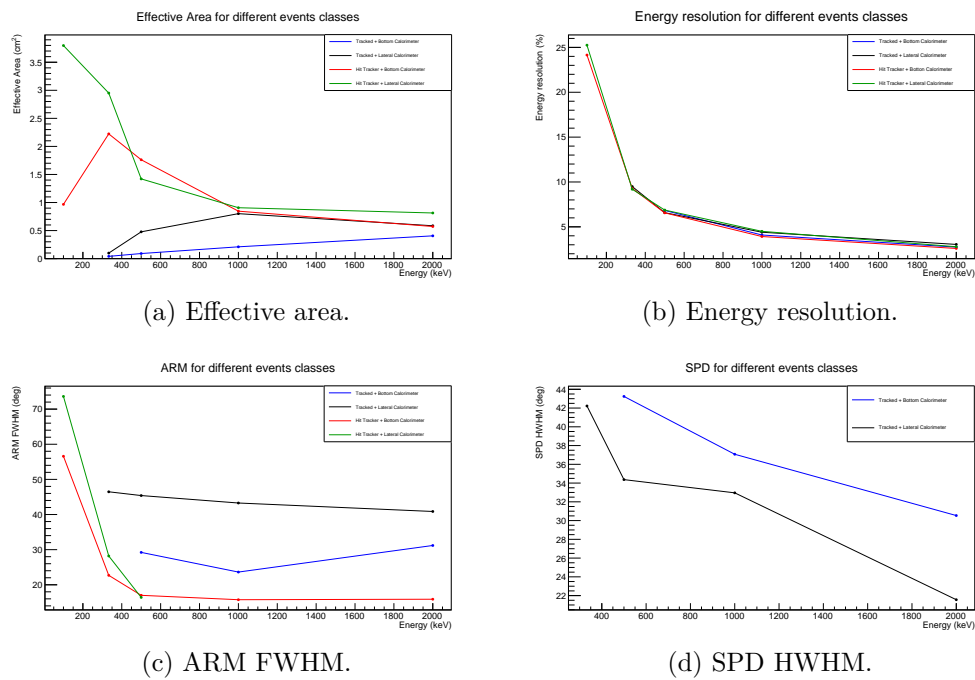 Effective Area for different events classes
Effective Area (cm²)
Tracked + Bottom Calorimeter
Tracked + Lateral Calorimeter
Hit Tracker + Bottom Calorimeter
Hit Tracker + Lateral Calorimeter
3.5
3
2.5
2
1.5
1
0.5
0
200 400 600 800 1000 1200 1400 1600 1800 2000
Energy (keV)
(a) Effective area.
Energy resolution for different events classes
Energy resolution (%)
Tracked + Bottom Calorimeter
Tracked + Lateral Calorimeter
Hit Tracker + Bottom Calorimeter
Hit Tracker + Lateral Calorimeter
25
20
15
10
5
200 400 600 800 1000 1200 1400 1600 1800 2000
Energy (keV)
(b) Energy resolution.
ARM for different events classes
ARM FWHM (deg)
Tracked + Bottom Calorimeter
Tracked + Lateral Calorimeter
Hit Tracker + Bottom Calorimeter
Hit Tracker + Lateral Calorimeter
70
60
50
40
30
20
200 400 600 800 1000 1200 1400 1600 1800 2000
Energy (keV)
(c) ARM FWHM.
SPD for different events classes
SPD HWHM (deg)
Tracked + Bottom Calorimeter
Tracked + Lateral Calorimeter
44
42
40
38
36
34
32
30
28
26
24
22
400 600 800 1000 1200 1400 1600 1800 2000
Energy (keV)
(d) SPD HWHM.